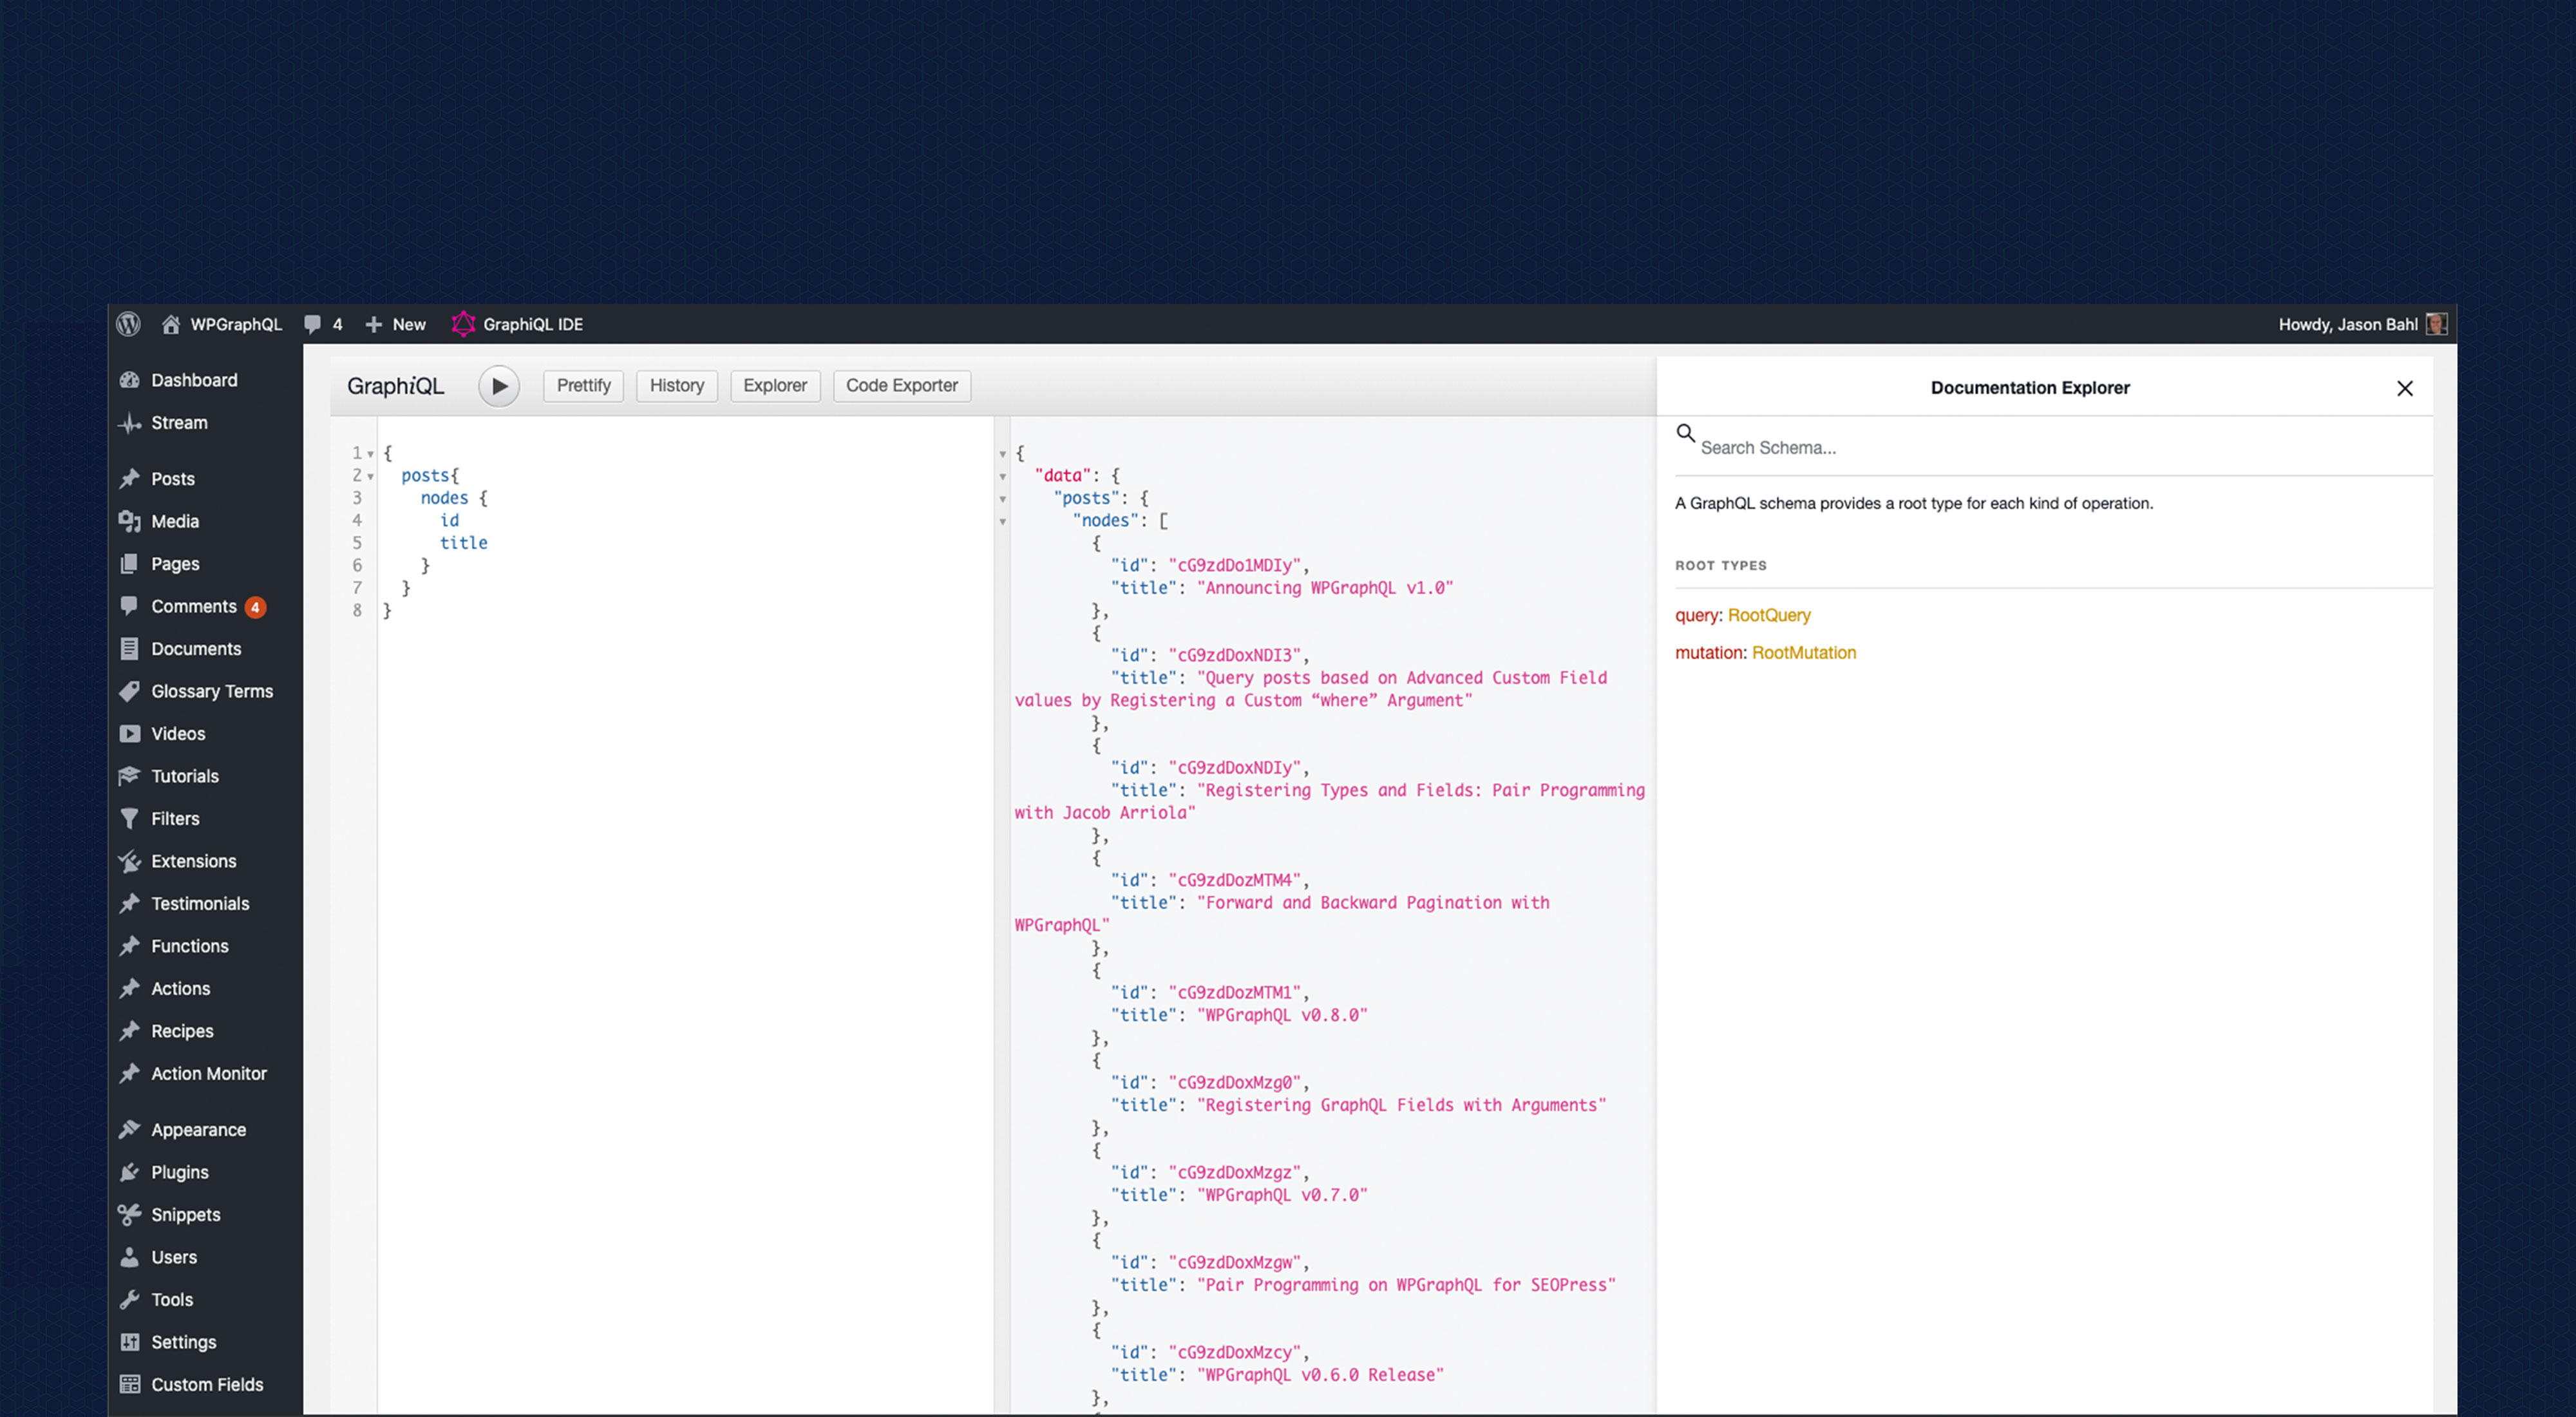 WPGraphQL 4 New GraphiQL IDE Howdy, Jason Bahl
Dashboard
Stream
Posts
Media
Pages
Comments 4
Documents
Glossary Terms
Videos
Tutorials
Filters
Extensions
Testimonials
Functions
Actions
Recipes
Action Monitor
Appearance
Plugins
Snippets
Users
Tools
Settings
Custom Fields
GraphiQL Prettify History Explorer Code Exporter
1 {
2 posts{
3 nodes {
4 id
5 title
6 }
7 }
8 }
{
"data": {
"posts": {
"nodes": [
{
"id": "cG9zdDo1MDIy",
"title": "Announcing WPGraphQL v1.0"
},
{
"id": "cG9zdDoxNDI3",
"title": "Query posts based on Advanced Custom Field
values by Registering a Custom “where” Argument"
},
{
"id": "cG9zdDoxNDIy",
"title": "Registering Types and Fields: Pair Programming
with Jacob Arriola"
},
{
"id": "cG9zdDozMTM4",
"title": "Forward and Backward Pagination with
WPGraphQL"
},
{
"id": "cG9zdDozMTM1",
"title": "WPGraphQL v0.8.0"
},
{
"id": "cG9zdDoxMzg0",
"title": "Registering GraphQL Fields with Arguments"
},
{
"id": "cG9zdDoxMzgz",
"title": "WPGraphQL v0.7.0"
},
{
"id": "cG9zdDoxMzgw",
"title": "Pair Programming on WPGraphQL for SEOPress"
},
{
"id": "cG9zdDoxMzcy",
"title": "WPGraphQL v0.6.0 Release"
},
Documentation Explorer
Search Schema...
A GraphQL schema provides a root type for each kind of operation.
ROOT TYPES
query: RootQuery
mutation: RootMutation